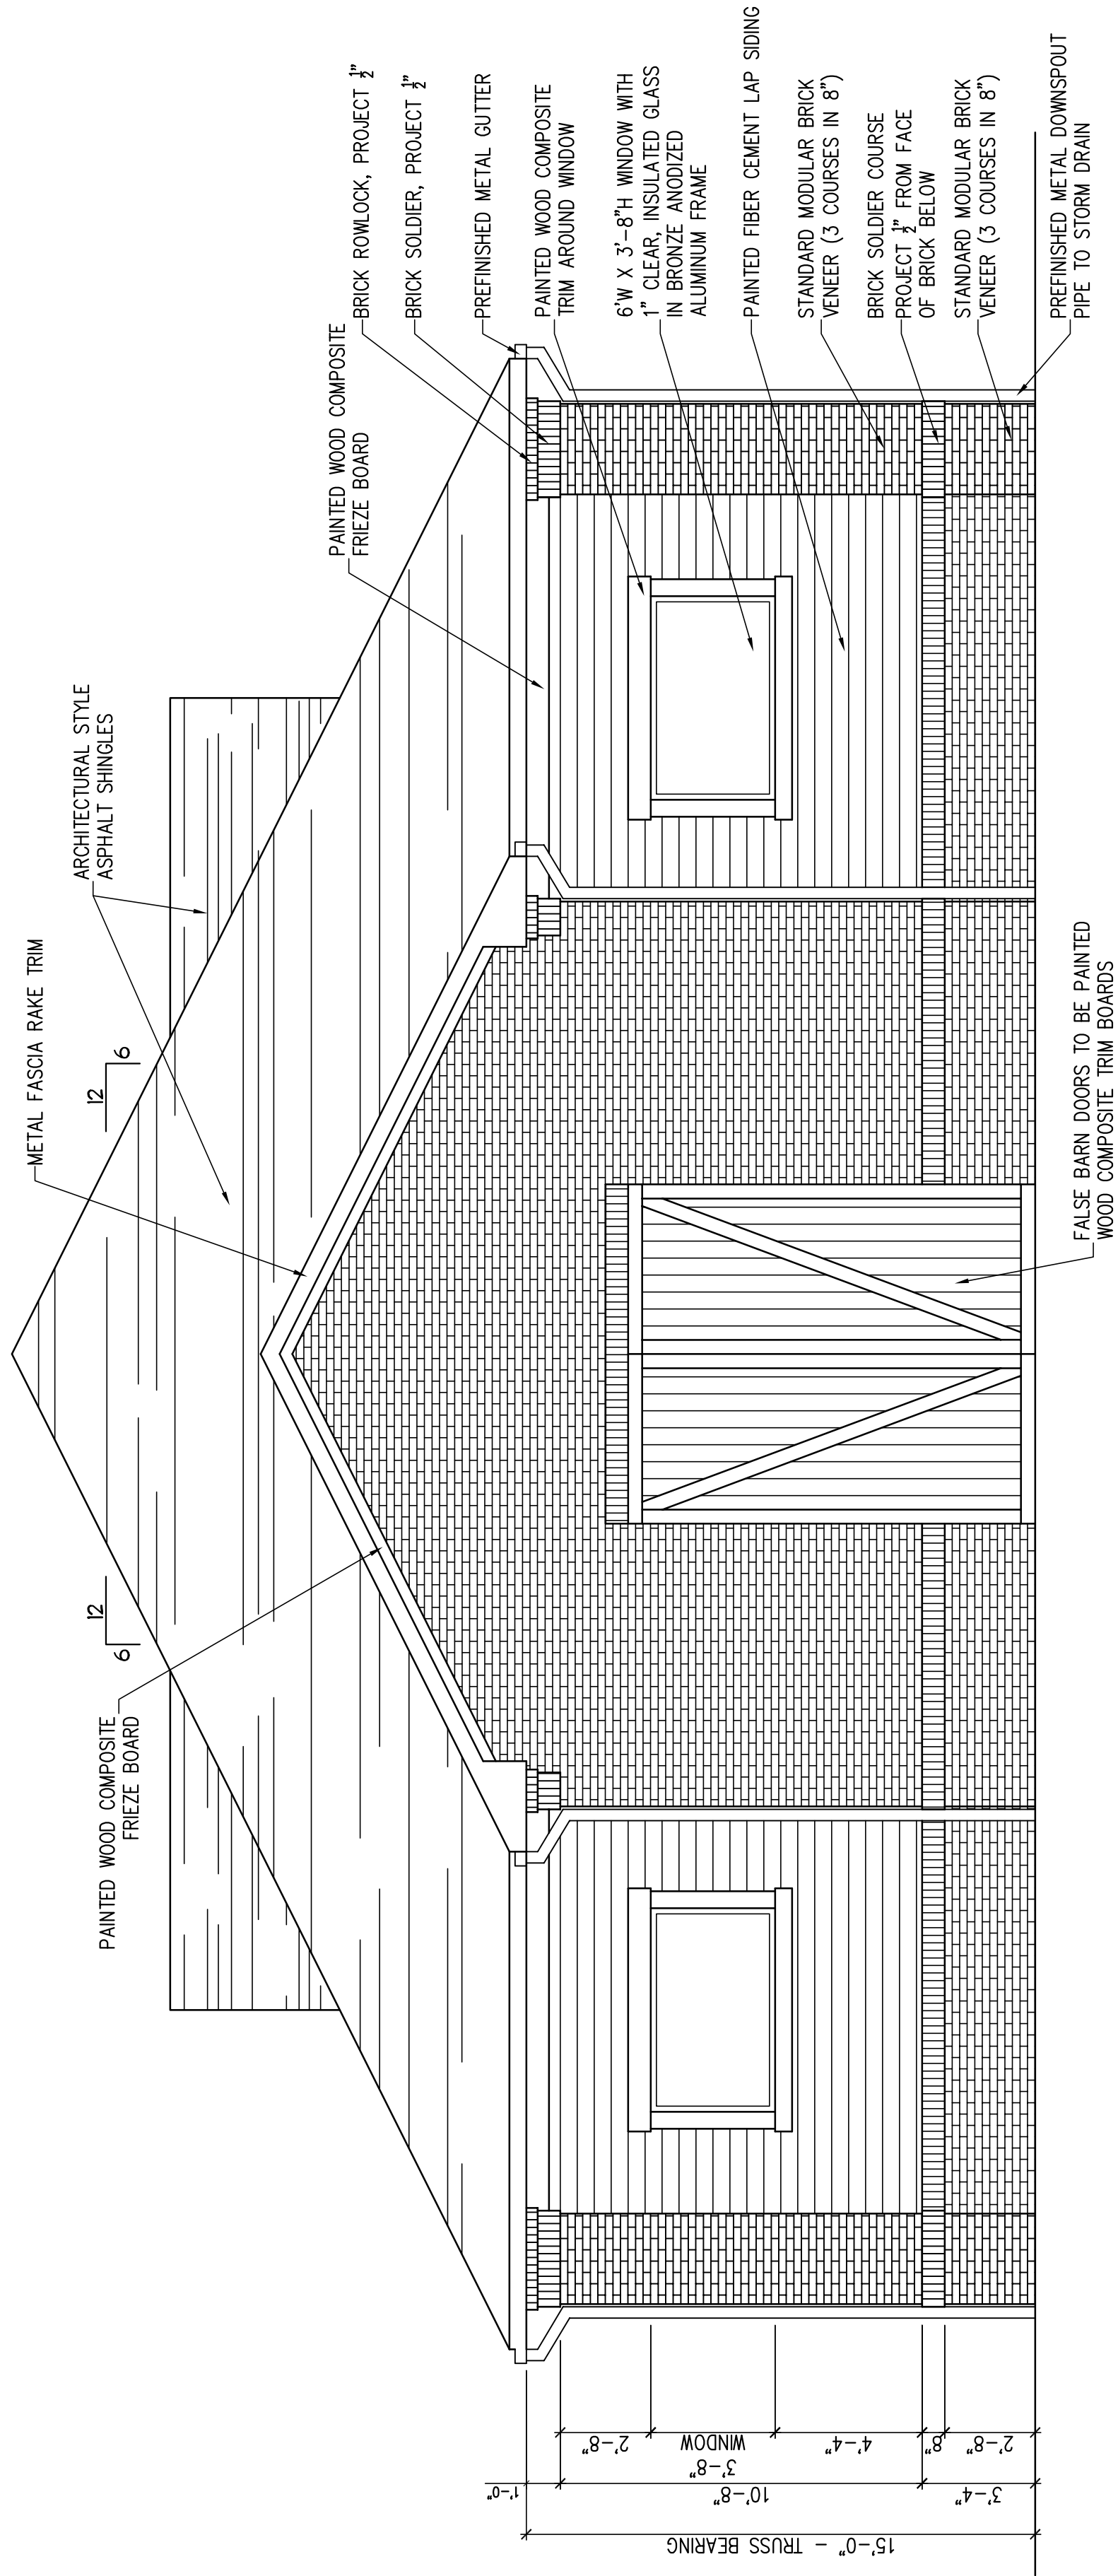 METAL FASCIA RAKE TRIM
ARCHITECTURAL STYLE
ASPHALT SHINGLES
12
6
12
6
PAINTED WOOD COMPOSITE
FRIEZE BOARD
PAINTED WOOD COMPOSITE
FRIEZE BOARD
BRICK ROWLOCK, PROJECT 1/2"
BRICK SOLDIER, PROJECT 1/2"
PREFINISHED METAL GUTTER
PAINTED WOOD COMPOSITE
TRIM AROUND WINDOW
6'W X 3'-8"H WINDOW WITH
1" CLEAR, INSULATED GLASS
IN BRONZE ANODIZED
ALUMINUM FRAME
PAINTED FIBER CEMENT LAP SIDING
STANDARD MODULAR BRICK
VENEER (3 COURSES IN 8")
BRICK SOLDIER COURSE
PROJECT 1/2" FROM FACE
OF BRICK BELOW
STANDARD MODULAR BRICK
VENEER (3 COURSES IN 8")
PREFINISHED METAL DOWNSPOUT
PIPE TO STORM DRAIN
FALSE BARN DOORS TO BE PAINTED
WOOD COMPOSITE TRIM BOARDS
15'-0" - TRUSS BEARING
1'-0"
10'-8"
3'-4"
2'-8"
3'-8"
WINDOW
4'-4"
8"
2'-8"